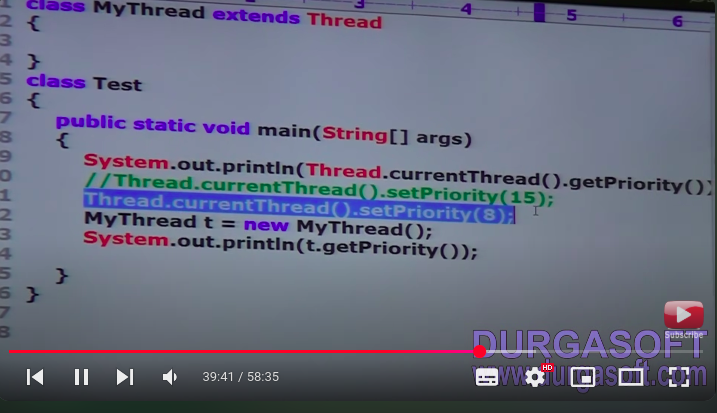 3 4 5 6
class MyThread extends Thread
2 {
3
4 }
5 class Test
6 {
7 public static void main(String[] args)
8 {
9 System.out.println(Thread.currentThread().getPriority())
0 //Thread.currentThread().setPriority(15);
1 Thread.currentThread().setPriority(8);
2 MyThread t = new MyThread();
3 System.out.println(t.getPriority());
4
5 }
6 }
7
8
Subscribe
DURGASOFT
www.durgasoft.com
HD
39:41 / 58:35